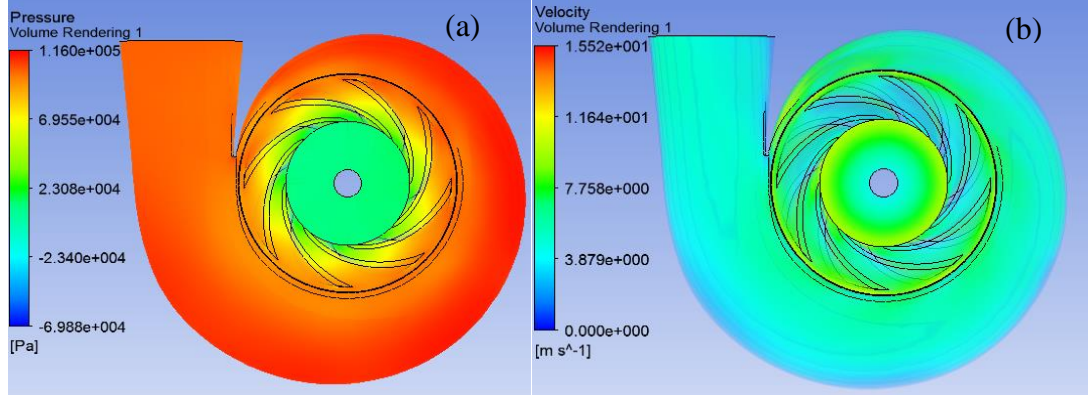 Pressure
Volume Rendering 1
(a)
1.160e+005
6.955e+004
2.308e+004
-2.340e+004
-6.988e+004
[Pa]
Velocity
Volume Rendering 1
(b)
1.552e+001
1.164e+001
7.758e+000
3.879e+000
0.000e+000
[m s^-1]